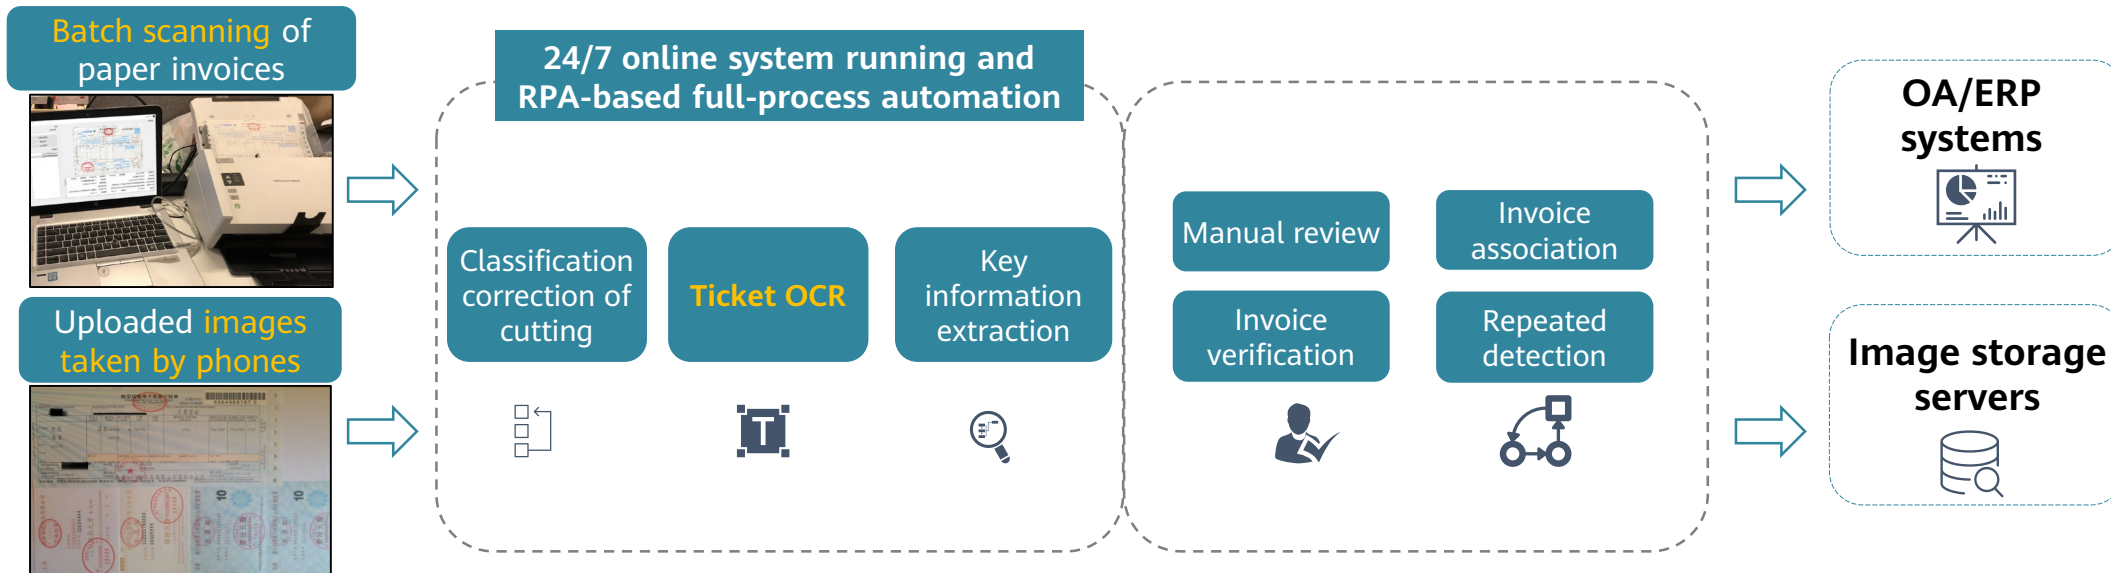 Batch scanning of
paper invoices
Uploaded images
taken by phones
24/7 online system running and
RPA-based full-process automation
Classification
correction of
cutting
Ticket OCR
Key
information
extraction
T
Manual review
Invoice
association
Invoice
verification
Repeated
detection
OA/ERP
systems
Image storage
servers
10
10